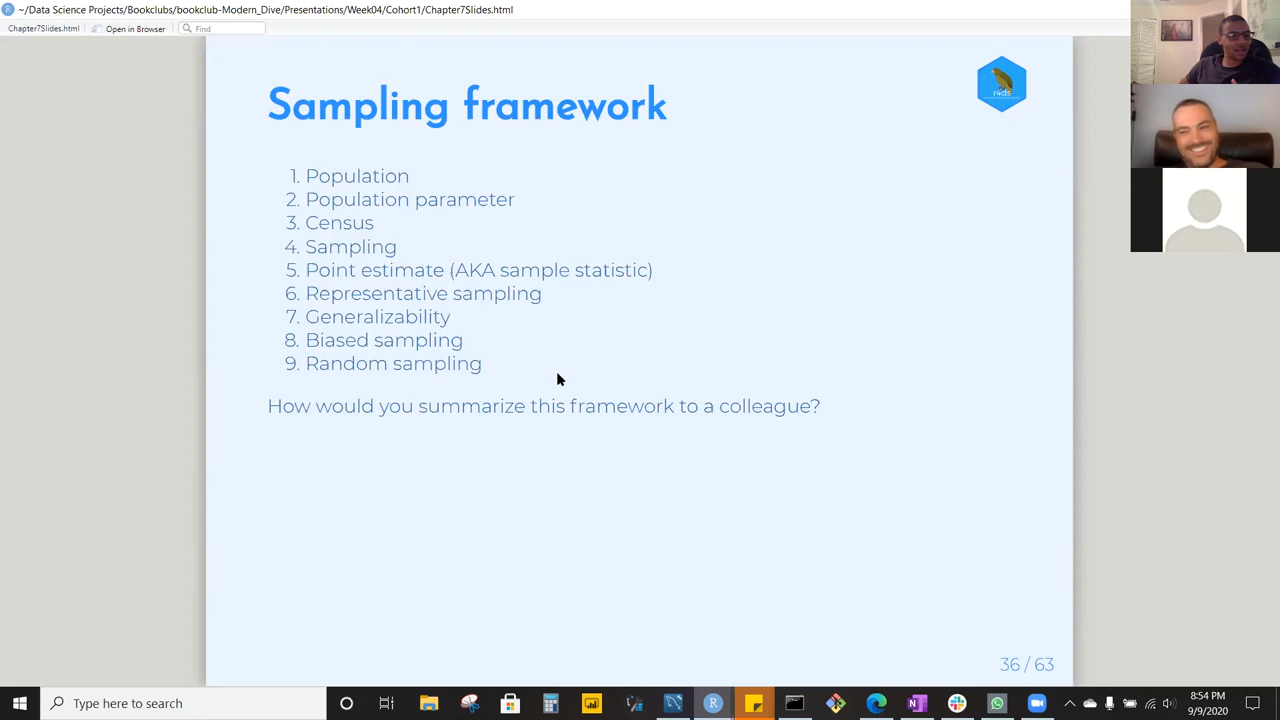 ~/Data Science Projects/Bookclubs/bookclub-Modern_Dive/Presentations/Week04/Cohort1/Chapter7Slides.html
Chapter7Slides.html
Open in Browser
Find
Sampling framework
r4ds
1. Population
2. Population parameter
3. Census
4. Sampling
5. Point estimate (AKA sample statistic)
6. Representative sampling
7. Generalizability
8. Biased sampling
9. Random sampling
How would you summarize this framework to a colleague?
36 / 63
Type here to search
8:54 PM
9/9/2020